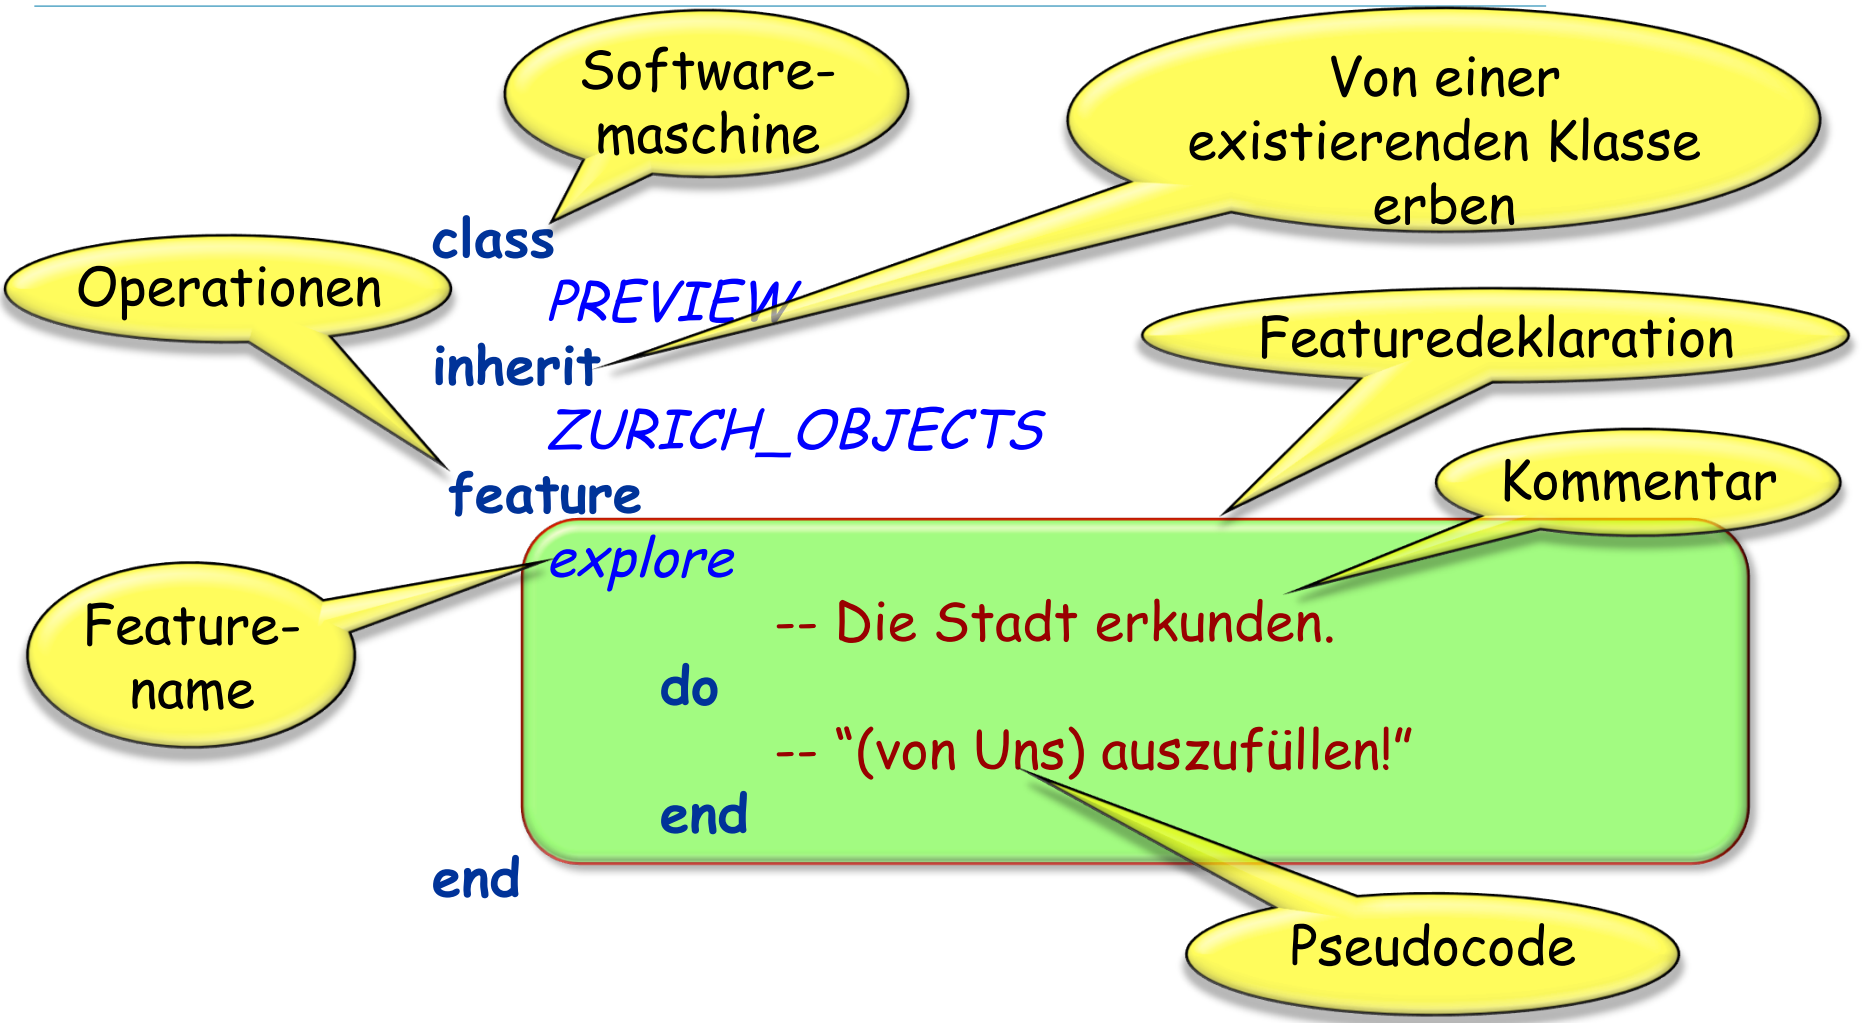 Software-
maschine
Von einer
existierenden Klasse
erben
class
Operationen
PREVIEW
inherit
Featuredeklaration
ZURICH_OBJECTS
feature
Kommentar
explore
Feature-
name
-- Die Stadt erkunden.
do
-- “(von Uns) auszufüllen!”
end
end
Pseudocode